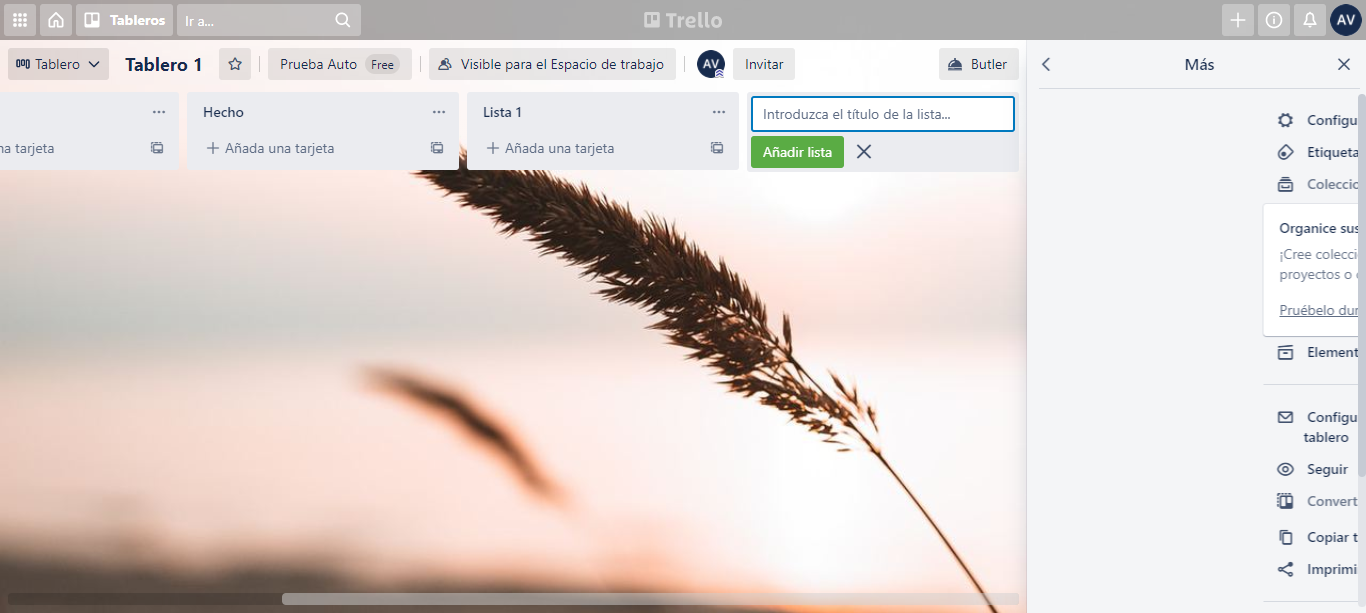 Tableros
Ir a...
Trello
AV
Tablero
Tablero 1
Prueba Auto Free
Visible para el Espacio de trabajo
AV
Invitar
Butler
Más
na tarjeta
Hecho
Añada una tarjeta
Lista 1
Añada una tarjeta
Introduzca el título de la lista...
Añadir lista
Configu
Etiqueta
Coleccio
Organice sus
¡Cree colecci
proyectos o
Pruébelo dur
Element
Configu
tablero
Seguir
Convert
Copiar t
Imprimi